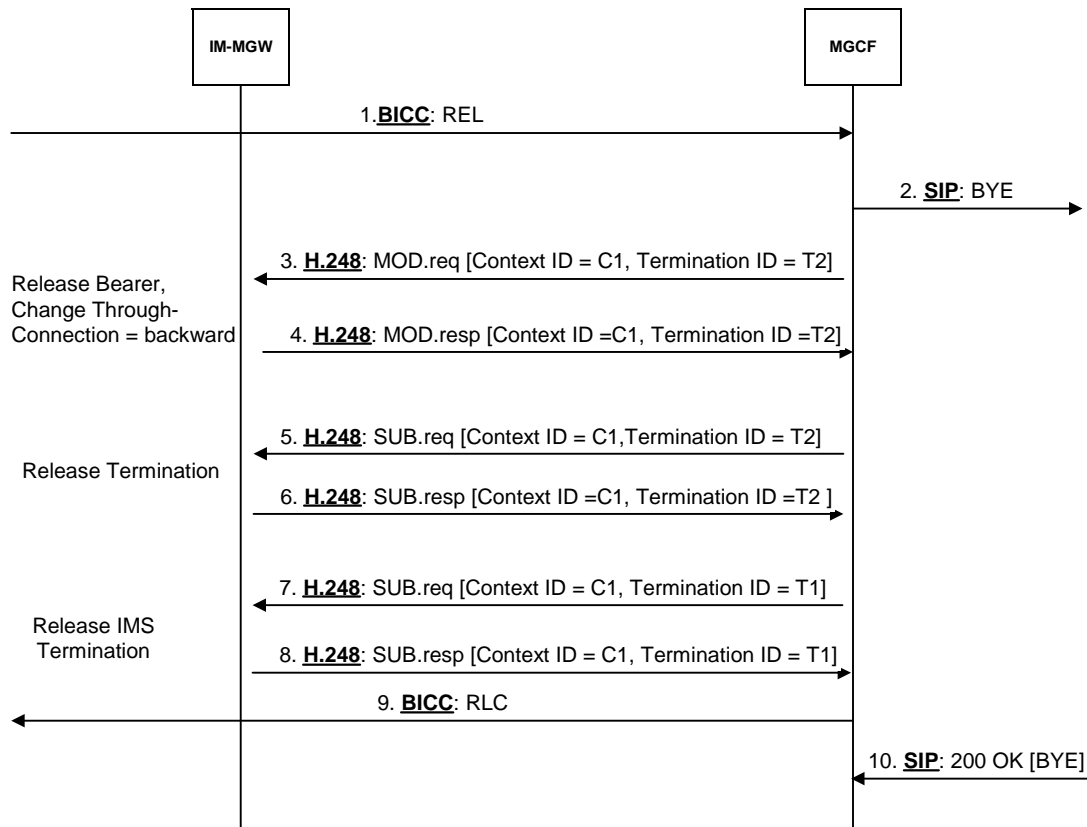 IM-MGW
MGCF
1.BICC: REL
2. SIP: BYE
3. H.248: MOD.req [Context ID = C1, Termination ID = T2]
Release Bearer,
Change Through-
Connection = backward
4. H.248: MOD.resp [Context ID =C1, Termination ID =T2]
5. H.248: SUB.req [Context ID = C1,Termination ID = T2]
Release Termination
6. H.248: SUB.resp [Context ID =C1, Termination ID =T2 ]
7. H.248: SUB.req [Context ID = C1, Termination ID = T1]
Release IMS
Termination
8. H.248: SUB.resp [Context ID = C1, Termination ID = T1]
9. BICC: RLC
10. SIP: 200 OK [BYE]